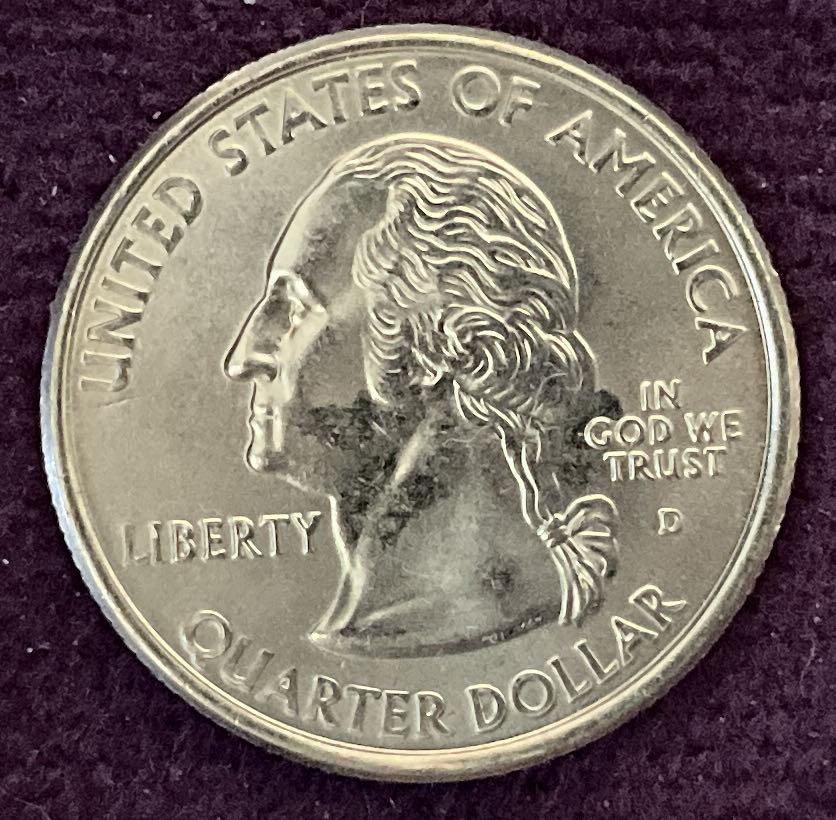 UNITED STATES OF AMERICA
LIBERTY
IN
GOD WE
TRUST
D
QUARTER DOLLAR